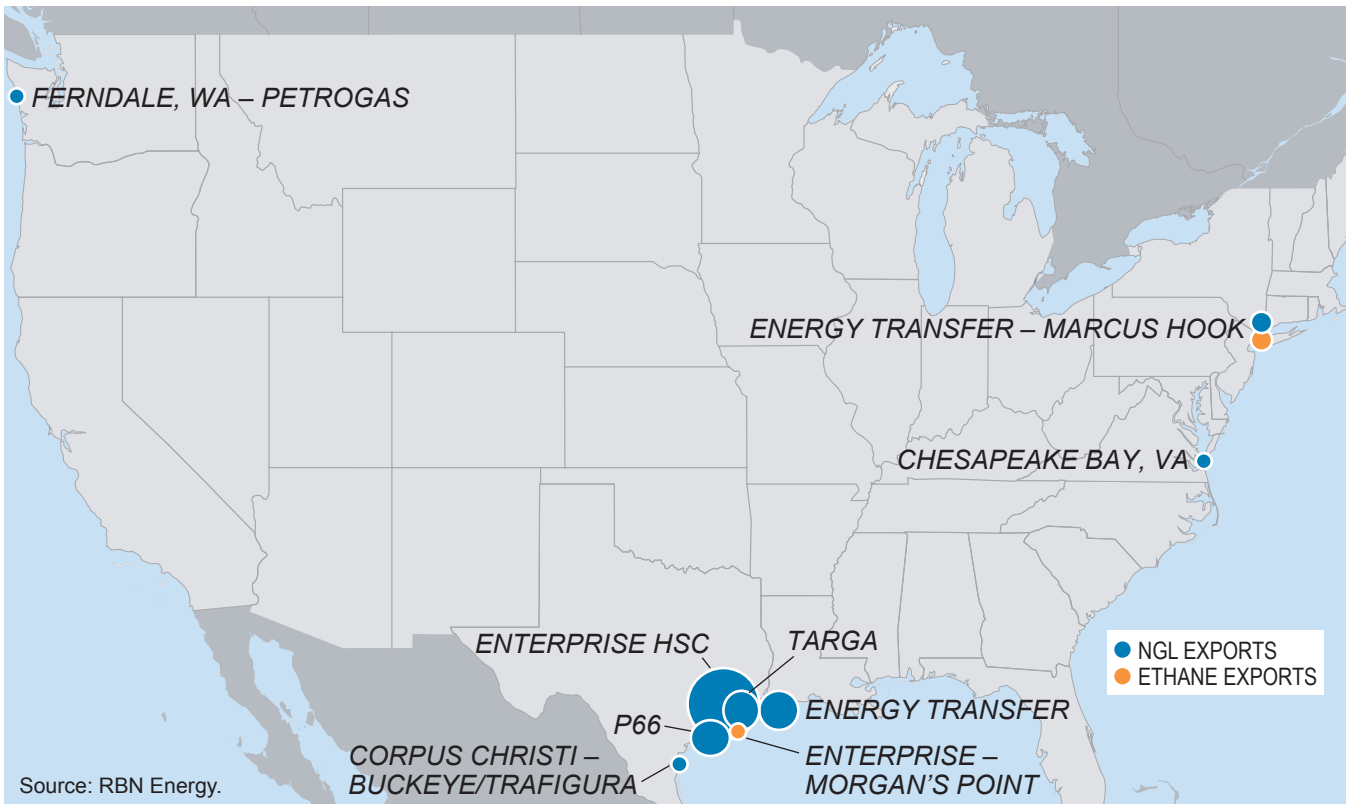 FERNDALE, WA – PETROGAS
ENERGY TRANSFER – MARCUS HOOK
CHESAPEAKE BAY, VA
ENTERPRISE HSC
TARGA
NGL EXPORTS
ETHANE EXPORTS
P66
ENERGY TRANSFER
CORPUS CHRISTI –
BUCKEYE/TRAFIGURA
ENTERPRISE –
MORGAN'S POINT
Source: RBN Energy.